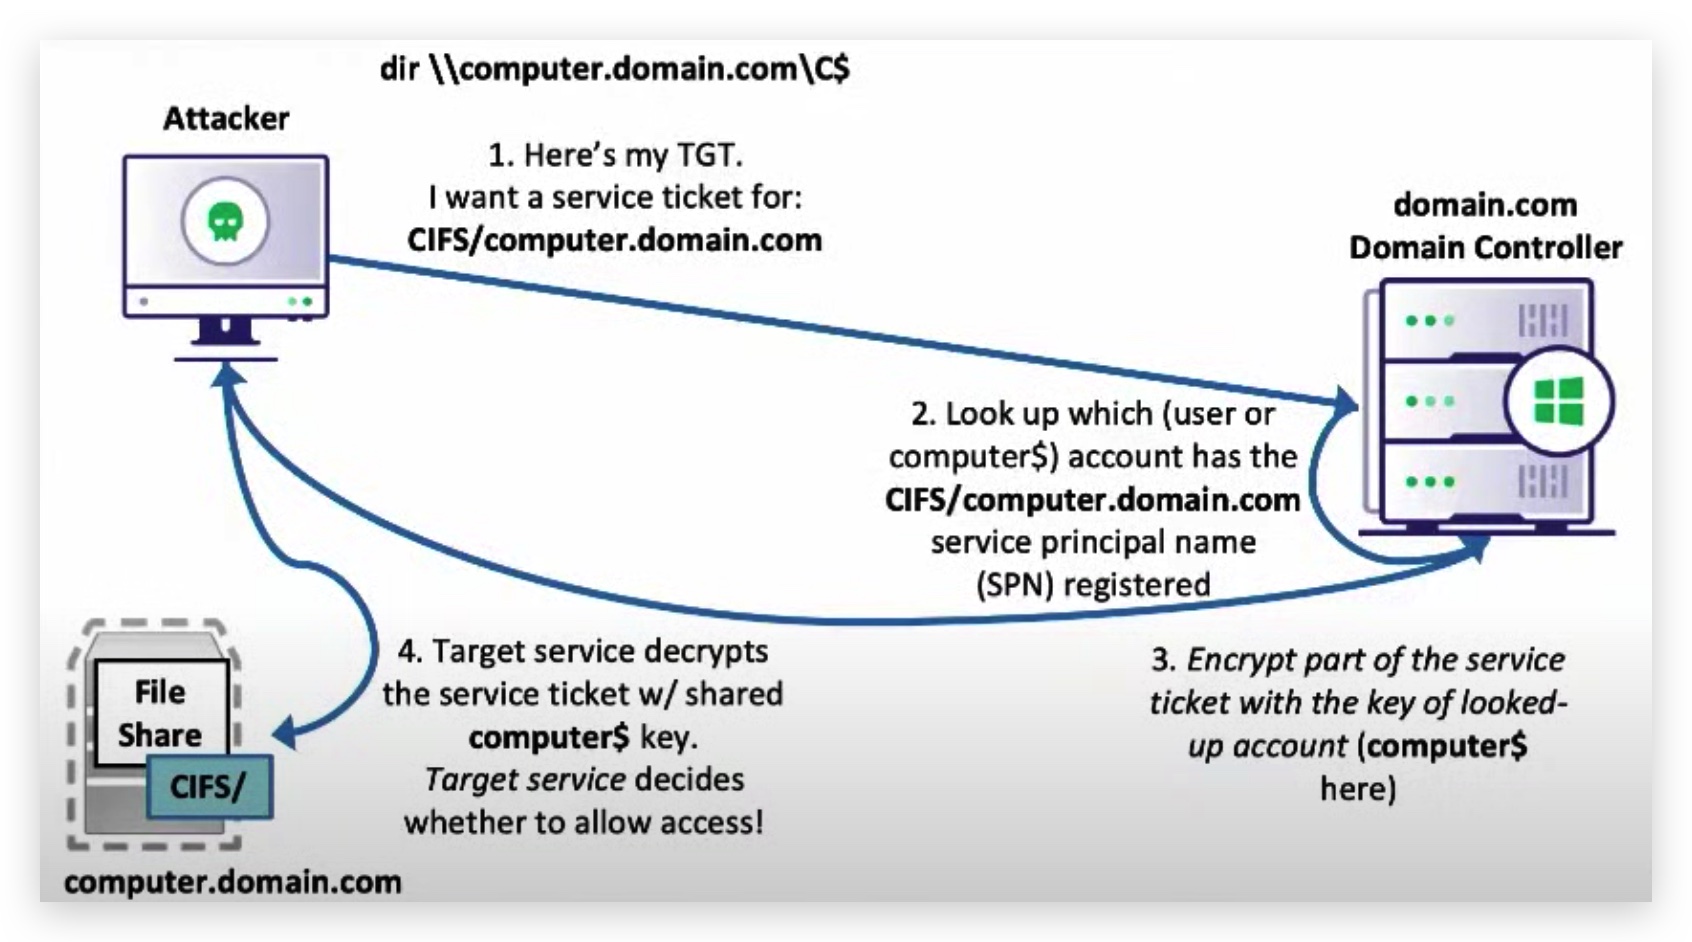 dir \\computer.domain.com\C$
Attacker
1. Here's my TGT.
I want a service ticket for:
CIFS/computer.domain.com
domain.com
Domain Controller
2. Look up which (user or
computer$) account has the
CIFS/computer.domain.com
service principal name
(SPN) registered
3. Encrypt part of the service
ticket with the key of looked-
up account (computer$
here)
4. Target service decrypts
the service ticket w/ shared
computer$ key.
Target service decides
whether to allow access!
File
Share
CIFS/
computer.domain.com